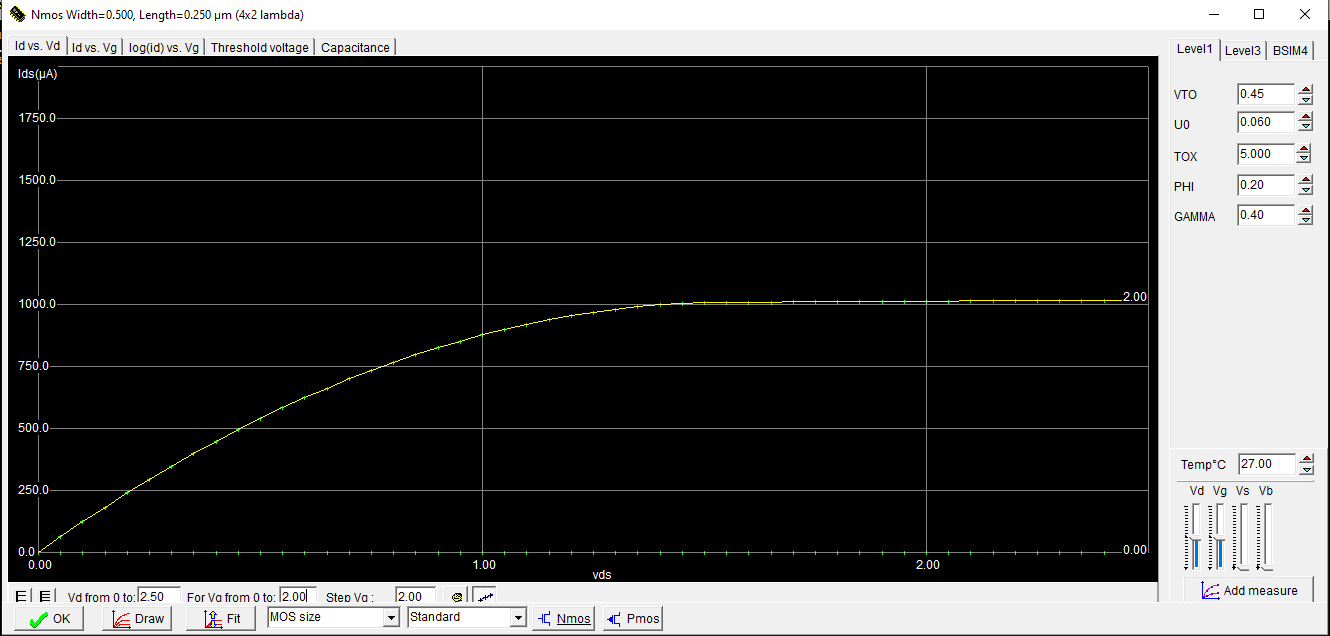 Nmos Width=0.500, Length=0.250 µm (4x2 lambda)
Id vs. Vd Id vs. Vg log(id) vs. Vg Threshold voltage Capacitance
Level1 Level3 BSIM4
Ids(µA)
1750.0
1500.0
1250.0
1000.0
750.0
500.0
250.0
0.0
2.00
0.00
0.00 1.00 2.00
vds
VTO 0.45
U0 0.060
TOX 5.000
PHI 0.20
GAMMA 0.40
Temp°C 27.00
Vd Vg Vs Vb
Add measure
Vd from 0 to: 2.50 For Vg from 0 to: 2.00 Step Vg : 2.00
OK Draw Fit MOS size Standard Nmos Pmos